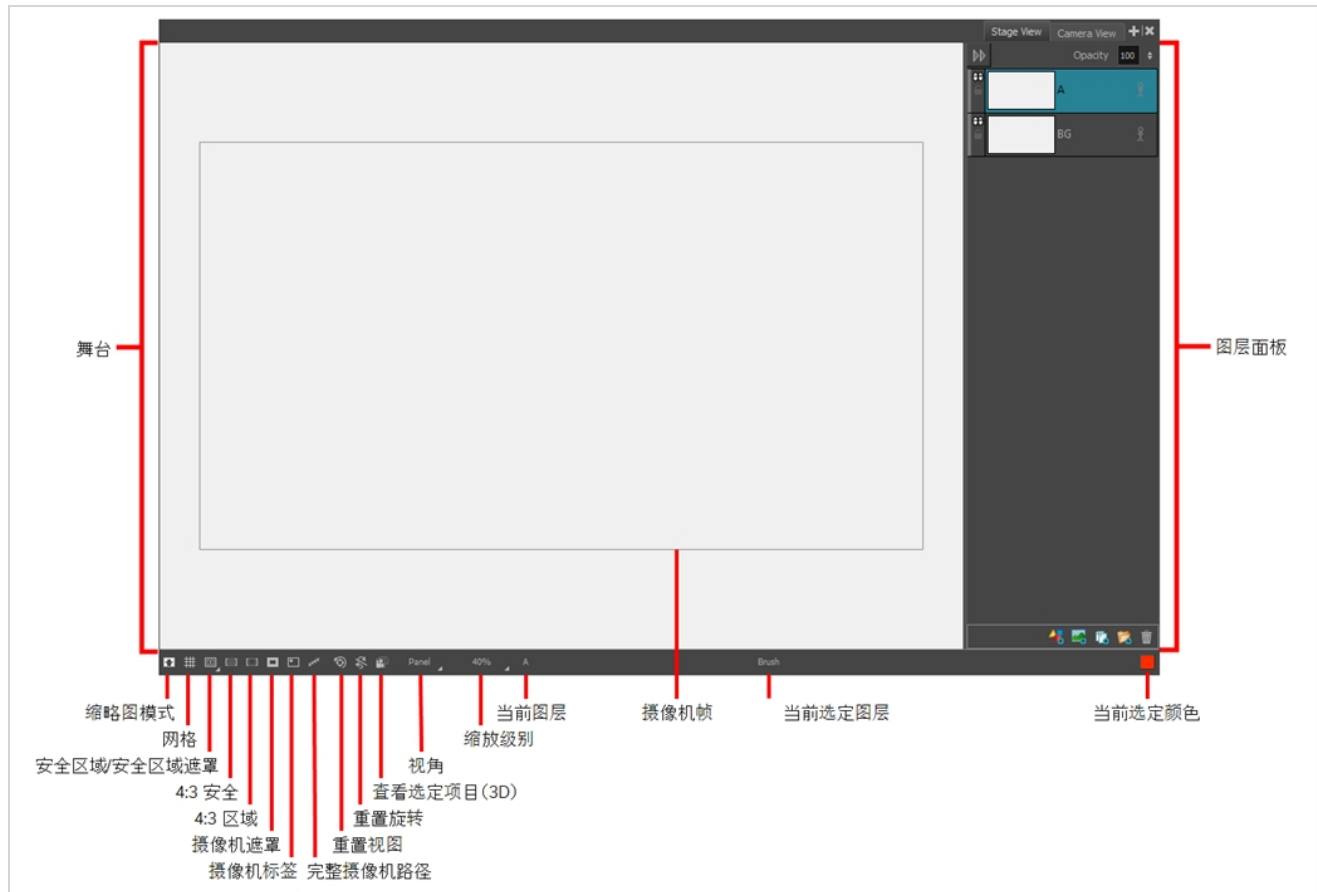 Stage View
Camera View
Opacity 100
A
BG
舞台
图层面板
Panel
40%
A
Brush
缩略图模式
当前图层
摄像机帧
当前选定图层
当前选定颜色
网格
缩放级别
安全区域/安全区域遮罩
视角
4:3 安全
查看选定项目(3D)
4:3 区域
重置旋转
摄像机遮罩
重置视图
摄像机标签
完整摄像机路径